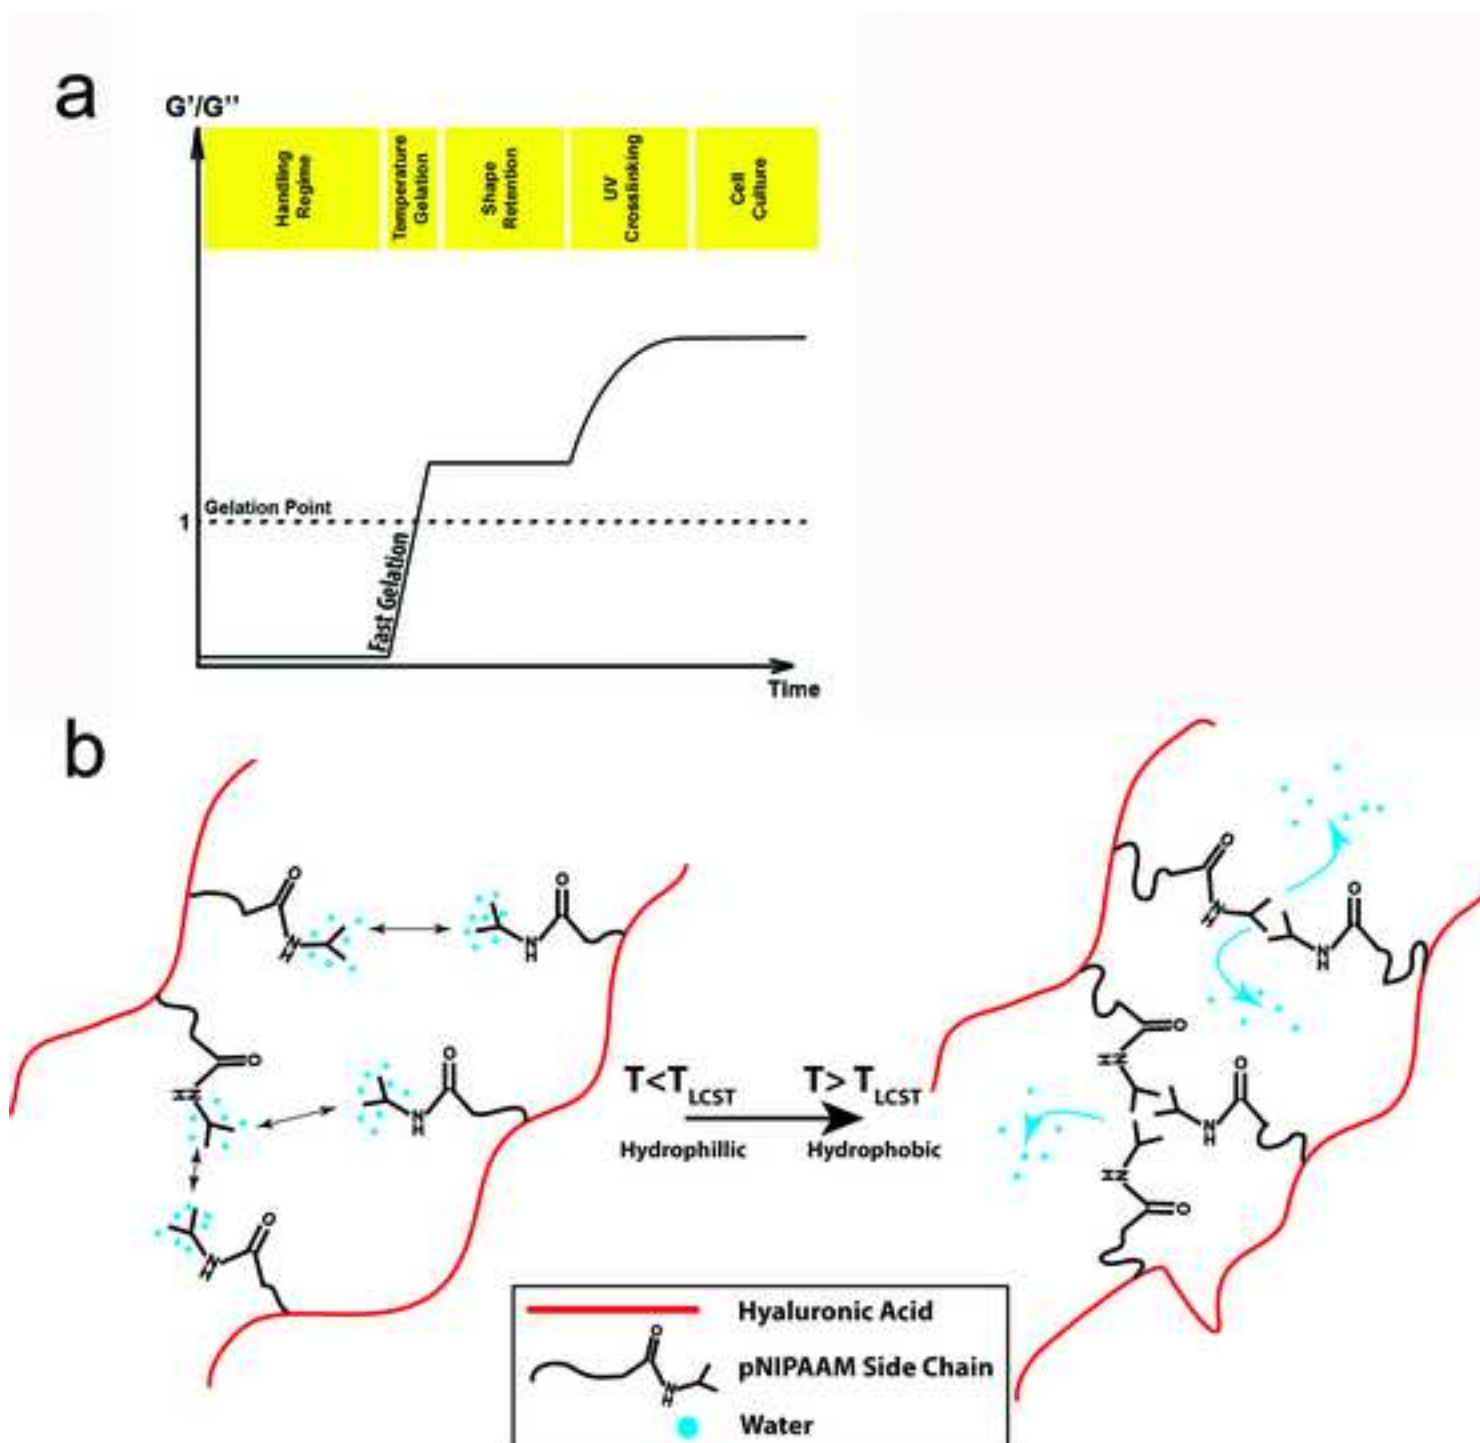 a
G'/G''
Handling
Regime
Temperature
Gelation
Shape
Retention
UV
Crosslinking
Cell
Culture
Gelation Point
1
Fast Gelation
Time
b
O
N
H
O
N
H
O
N
H
O
N
H
O
N
H
T<T LCST
T> T LCST
Hydrophillic
Hydrophobic
O
N
H
O
N
H
O
N
H
O
N
H
O
N
H
Hyaluronic Acid
O
N
H
pNIPAAM Side Chain
Water